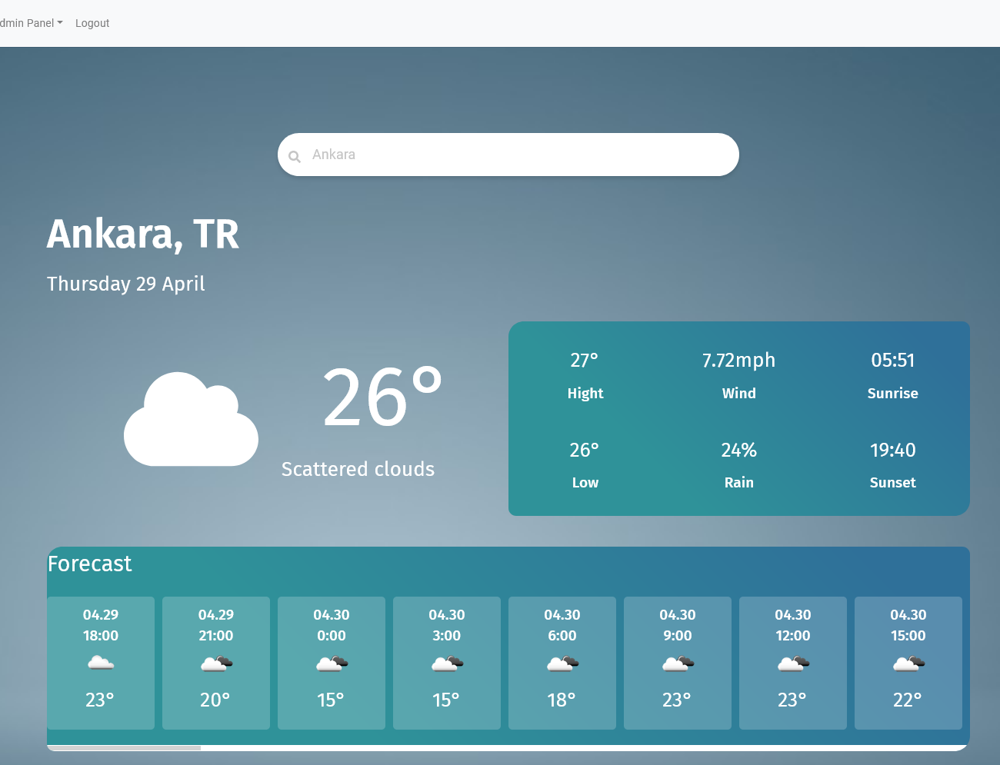 dmin Panel Logout
Ankara
Ankara, TR
Thursday 29 April
26°
Scattered clouds
27° 7.72mph 05:51
Hight Wind Sunrise
26° 24% 19:40
Low Rain Sunset
Forecast
04.29 04.29 04.30 04.30 04.30 04.30 04.30 04.30
18:00 21:00 0:00 3:00 6:00 9:00 12:00 15:00
23° 20° 15° 15° 18° 23° 23° 22°